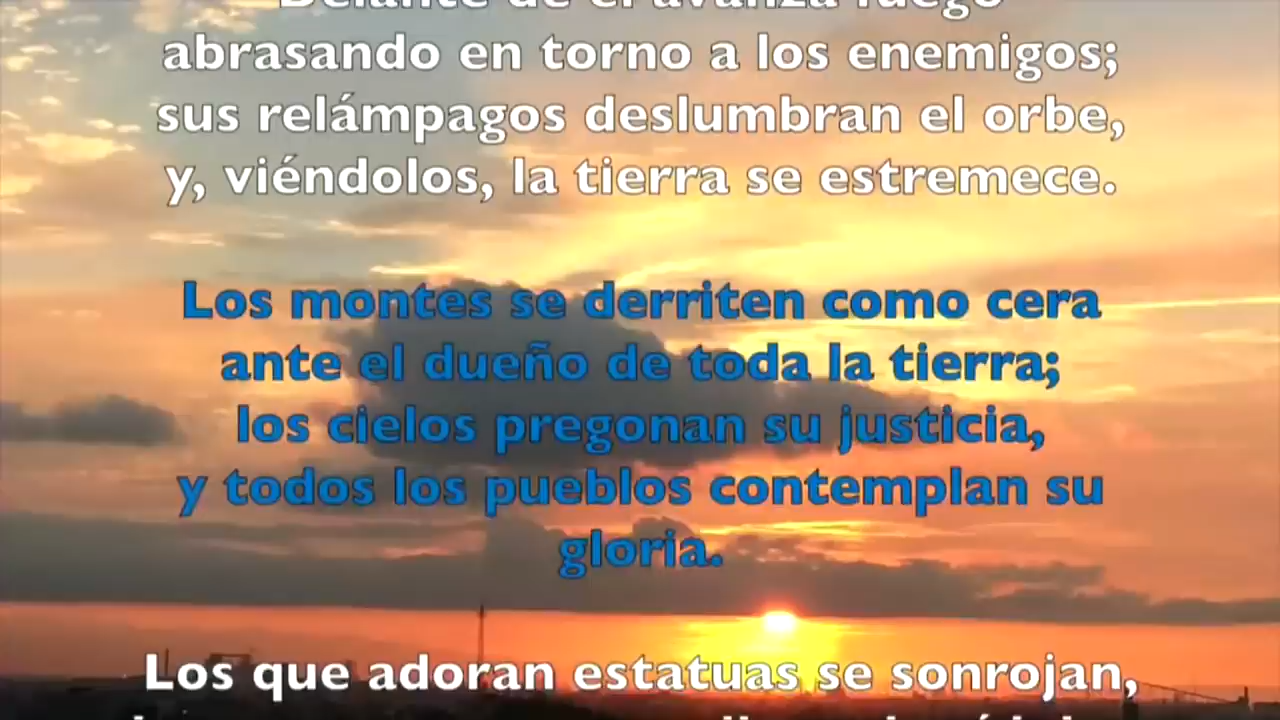 Delante de él avanza fuego
abrasando en torno a los enemigos;
sus relámpagos deslumbran el orbe,
y, viéndolos, la tierra se estremece.
Los montes se derriten como cera
ante el dueño de toda la tierra;
los cielos pregonan su justicia,
y todos los pueblos contemplan su
gloria.
Los que adoran estatuas se sonrojan,